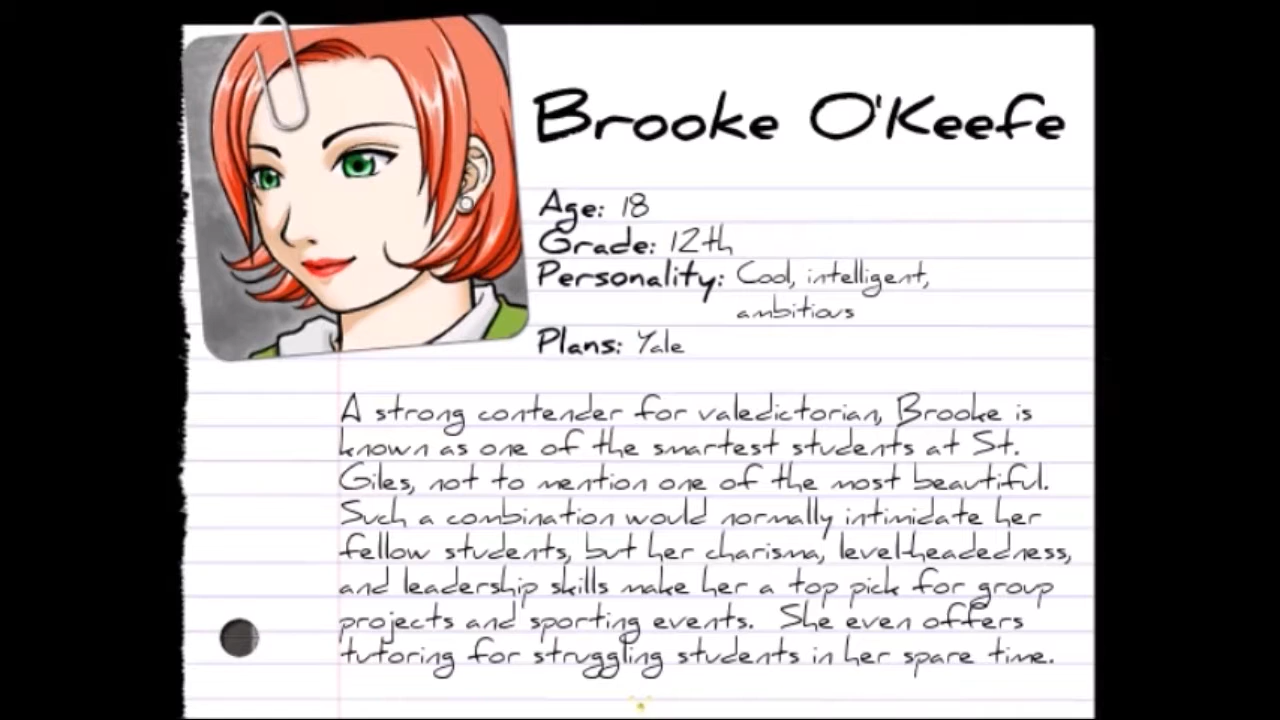 Brooke O'Keefe
Age: 18
Grade: 12th
Personality: Cool, intelligent,
ambitious
Plans: Yale
A strong contender for valedictorian, Brooke is
known as one of the smartest students at St.
Giles, not to mention one of the most beautiful.
Such a combination would normally intimidate her
fellow students, but her charisma, level-headedness,
and leadership skills make her a top pick for group
projects and sporting events. She even offers
tutoring for struggling students in her spare time.